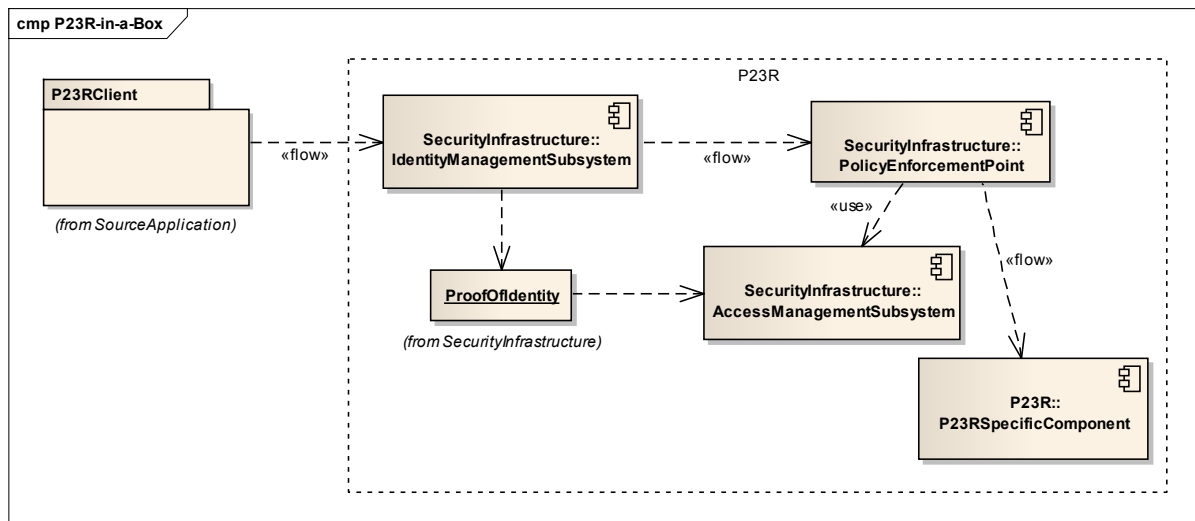 cmp P23R-in-a-Box
P23R
P23RClient
(from SourceApplication)
«flow»
SecurityInfrastructure::
IdentityManagementSubsystem
«flow»
SecurityInfrastructure::
PolicyEnforcementPoint
«use»
«flow»
ProofOfIdentity
(from SecurityInfrastructure)
SecurityInfrastructure::
AccessManagementSubsystem
P23R::
P23RSpecificComponent